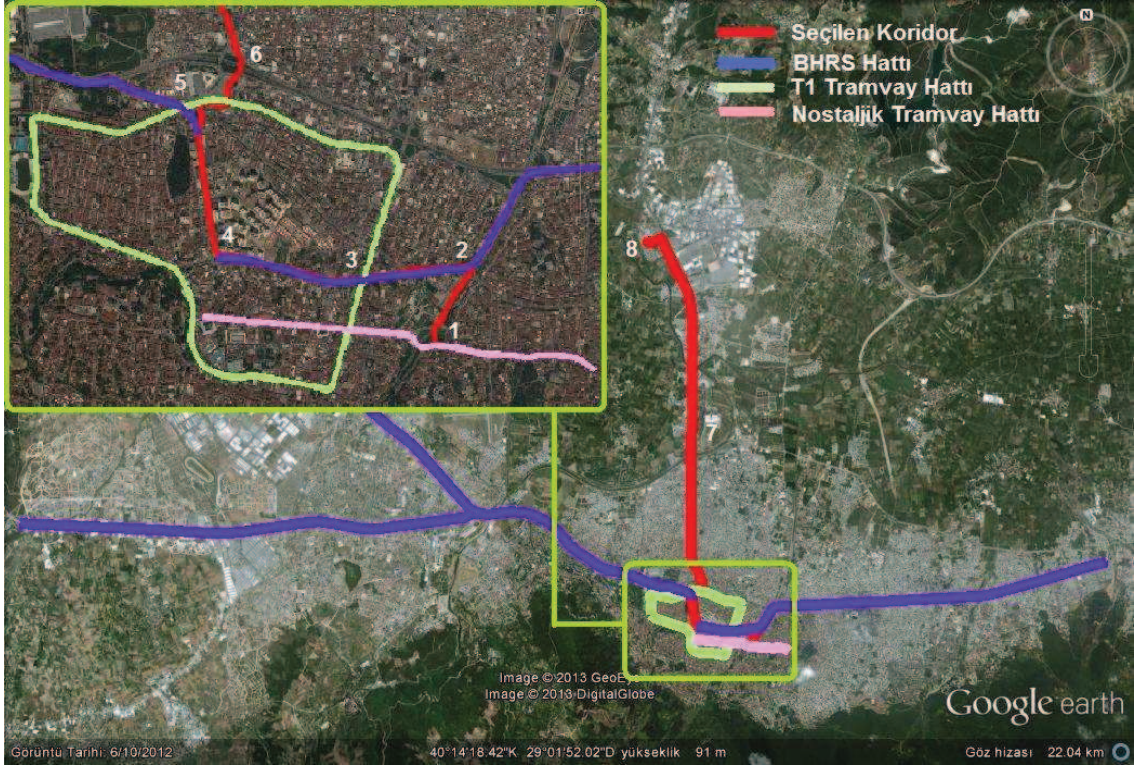 Seçilen Koridor
BHRS Hattı
T1 Tramvay Hattı
Nostaljik Tramvay Hattı
N
6
5
4
3
2
1
8
7
Image © 2013 GeoEye
Image © 2013 DigitalGlobe
Google earth
Görüntü Tarihi: 6/10/2012 40°14'18.42"K 29°01'52.02"D yükseklik 91 m Göz hizası 22.04 km